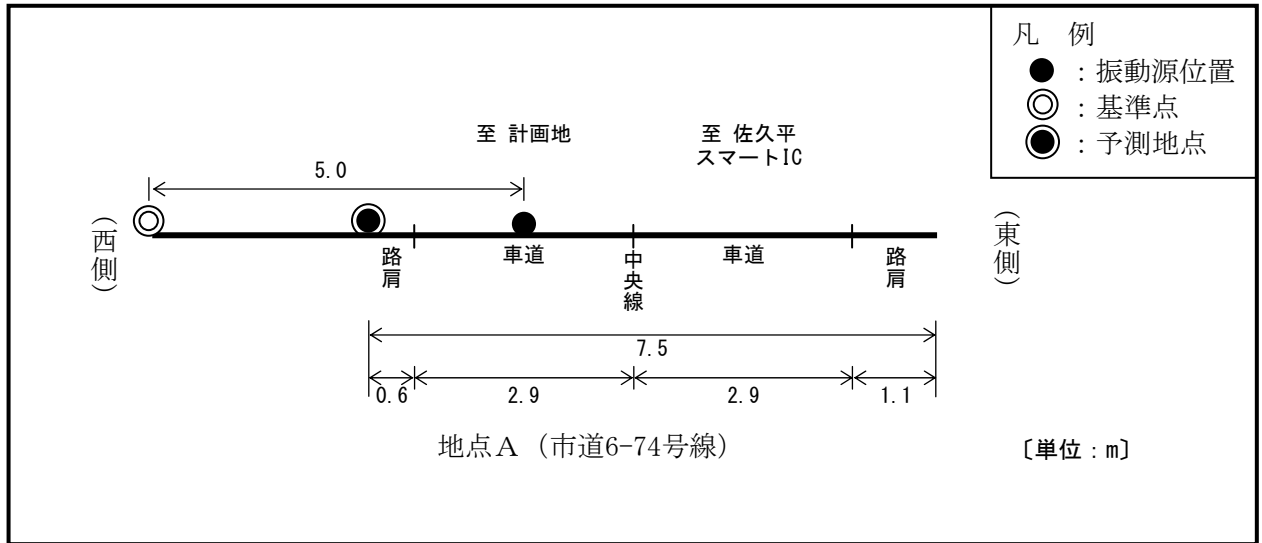 凡　例
● ：振動源位置
◎ ：基準点
：予測地点
至 計画地
至 佐久平
スマートIC
5.0
（西側）
（東側）
路肩
車道
中央線
車道
路肩
7.5
0.6
2.9
2.9
1.1
地点A（市道6-74号線）
〔単位：m〕